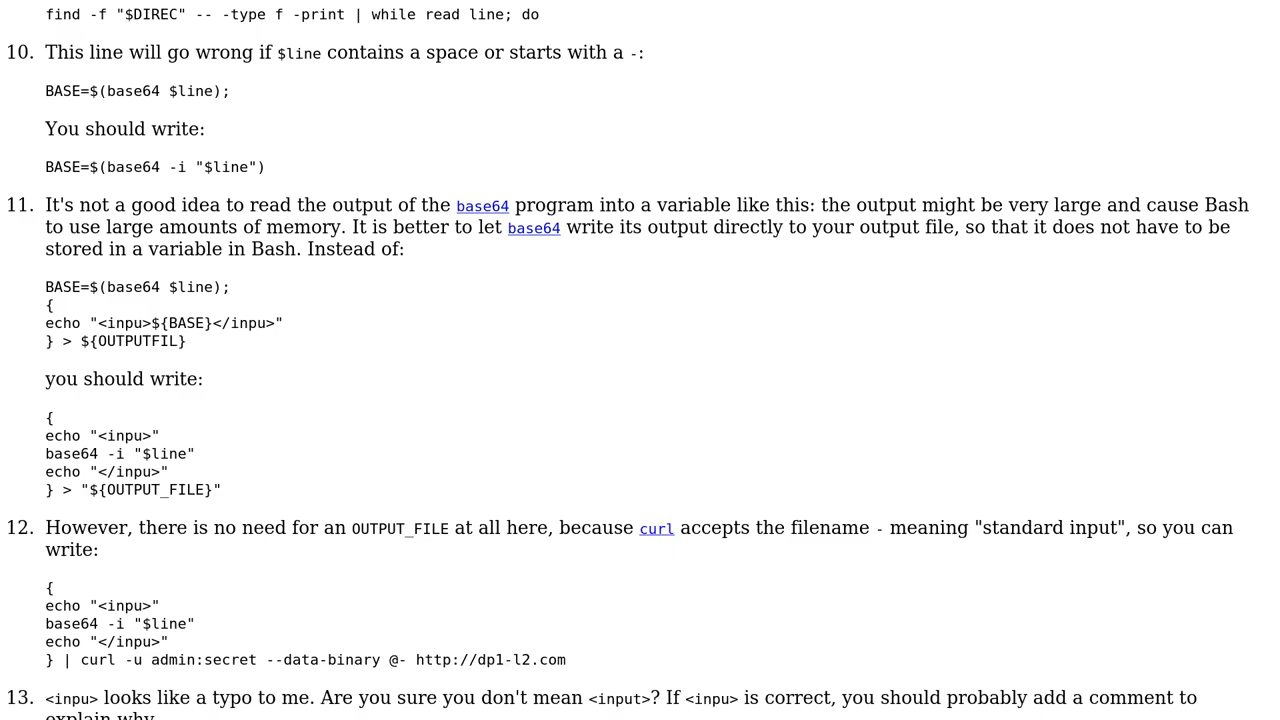 find -f "$DIREC" -- -type f -print | while read line; do
10. This line will go wrong if $line contains a space or starts with a -:
BASE=$(base64 $line);
You should write:
BASE=$(base64 -i "$line")
11. It's not a good idea to read the output of the base64 program into a variable like this: the output might be very large and cause Bash
to use large amounts of memory. It is better to let base64 write its output directly to your output file, so that it does not have to be
stored in a variable in Bash. Instead of:
BASE=$(base64 $line);
{
echo "<inpu>${BASE}</inpu>"
} > ${OUTPUTFIL}
you should write:
{
echo "<inpu>"
base64 -i "$line"
echo "</inpu>"
} > "${OUTPUT_FILE}"
12. However, there is no need for an OUTPUT_FILE at all here, because curl accepts the filename - meaning "standard input", so you can
write:
{
echo "<inpu>"
base64 -i "$line"
echo "</inpu>"
} | curl -u admin:secret --data-binary @- http://dp1-l2.com
13. <inpu> looks like a typo to me. Are you sure you don't mean <input>? If <inpu> is correct, you should probably add a comment to
explain why.